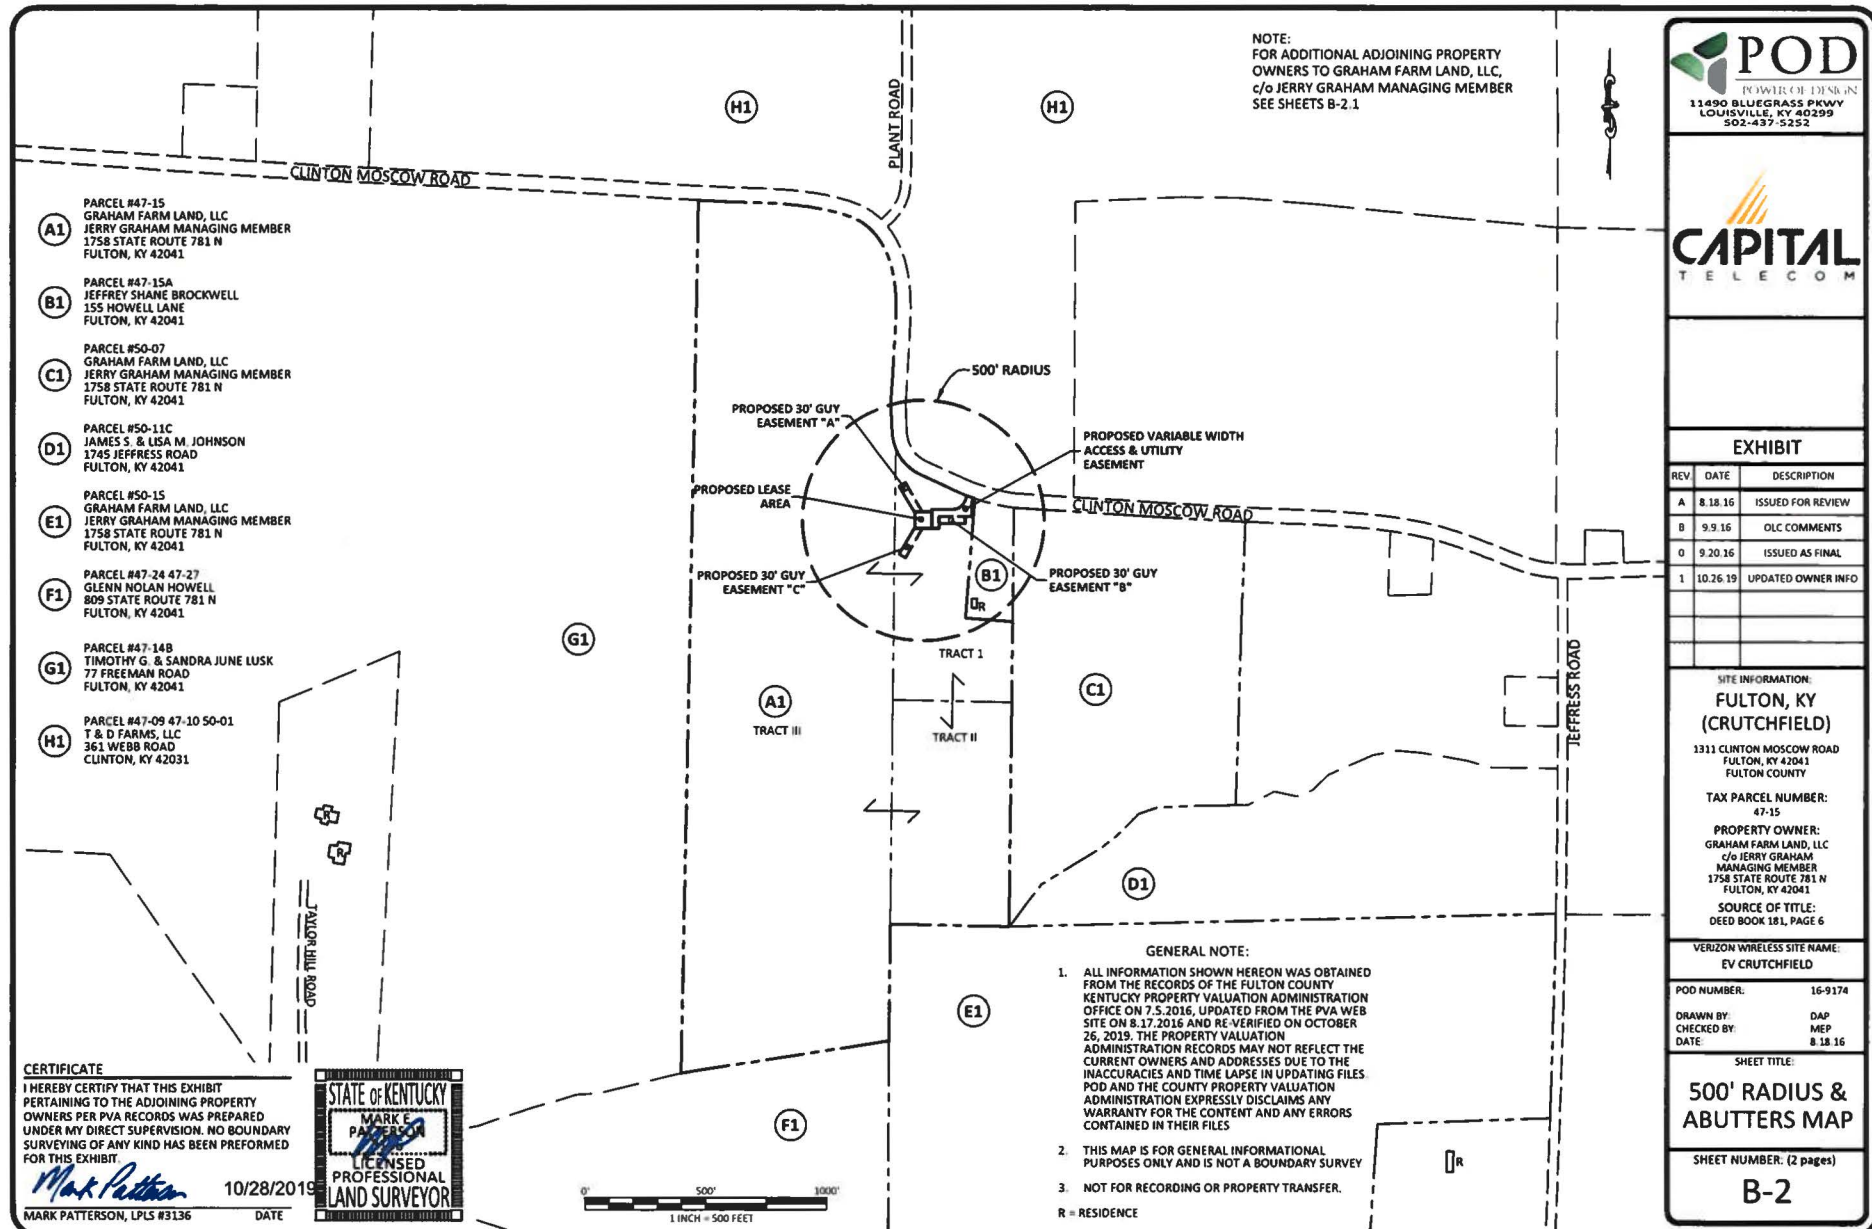 NOTE:
FOR ADDITIONAL ADJOINING PROPERTY
OWNERS TO GRAHAM FARM LAND, LLC,
c/o JERRY GRAHAM MANAGING MEMBER
SEE SHEETS B-2.1
H1
H1
PLANT ROAD
CLINTON MOSCOW ROAD
A1
PARCEL #47-15
GRAHAM FARM LAND, LLC
JERRY GRAHAM MANAGING MEMBER
1758 STATE ROUTE 781 N
FULTON, KY 42041
B1
PARCEL #47-15A
JEFFREY SHANE BROCKWELL
155 HOWELL LANE
FULTON, KY 42041
C1
PARCEL #50-07
GRAHAM FARM LAND, LLC
JERRY GRAHAM MANAGING MEMBER
1758 STATE ROUTE 781 N
FULTON, KY 42041
D1
PARCEL #50-11C
JAMES S. & LISA M. JOHNSON
1745 JEFFRESS ROAD
FULTON, KY 42041
E1
PARCEL #50-15
GRAHAM FARM LAND, LLC
JERRY GRAHAM MANAGING MEMBER
1758 STATE ROUTE 781 N
FULTON, KY 42041
F1
PARCEL #47-24 47-27
GLENN NOLAN HOWELL
809 STATE ROUTE 781 N
FULTON, KY 42041
G1
PARCEL #47-14B
TIMOTHY G. & SANDRA JUNE LUSK
77 FREEMAN ROAD
FULTON, KY 42041
H1
PARCEL #47-09 47-10 50-01
T & D FARMS, LLC
361 WEBB ROAD
CLINTON, KY 42031
500' RADIUS
PROPOSED 30' GUY
EASEMENT "A"
PROPOSED VARIABLE WIDTH
ACCESS & UTILITY
EASEMENT
PROPOSED LEASE
AREA
CLINTON MOSCOW ROAD
PROPOSED 30' GUY
EASEMENT "C"
B1
PROPOSED 30' GUY
EASEMENT "B"
R
G1
TRACT 1
A1
TRACT III
TRACT II
C1
JEFFRESS ROAD
R
R
D1
TAYLOR HILL ROAD
E1
F1
R
GENERAL NOTE:
1. ALL INFORMATION SHOWN HEREON WAS OBTAINED
FROM THE RECORDS OF THE FULTON COUNTY
KENTUCKY PROPERTY VALUATION ADMINISTRATION
OFFICE ON 7.5.2016, UPDATED FROM THE PVA WEB
SITE ON 8.17.2016 AND RE-VERIFIED ON OCTOBER
26, 2019. THE PROPERTY VALUATION
ADMINISTRATION RECORDS MAY NOT REFLECT THE
CURRENT OWNERS AND ADDRESSES DUE TO THE
INACCURACIES AND TIME LAPSE IN UPDATING FILES.
POD AND THE COUNTY PROPERTY VALUATION
ADMINISTRATION EXPRESSLY DISCLAIMS ANY
WARRANTY FOR THE CONTENT AND ANY ERRORS
CONTAINED IN THEIR FILES
2. THIS MAP IS FOR GENERAL INFORMATIONAL
PURPOSES ONLY AND IS NOT A BOUNDARY SURVEY
3. NOT FOR RECORDING OR PROPERTY TRANSFER.
R = RESIDENCE
CERTIFICATE
I HEREBY CERTIFY THAT THIS EXHIBIT
PERTAINING TO THE ADJOINING PROPERTY
OWNERS PER PVA RECORDS WAS PREPARED
UNDER MY DIRECT SUPERVISION. NO BOUNDARY
SURVEYING OF ANY KIND HAS BEEN PREFORMED
FOR THIS EXHIBIT.
Mark Patterson 10/28/2019
MARK PATTERSON, LPLS #3136 DATE
STATE OF KENTUCKY
MARK E.
PATTERSON
LICENSED
PROFESSIONAL
LAND SURVEYOR
0' 500' 1000'
1 INCH = 500 FEET
POD
POWER OF DESIGN
11490 BLUEGRASS PKWY
LOUISVILLE, KY 40299
502-437-5252
CAPITAL
TELECOM
EXHIBIT
REV. DATE DESCRIPTION
A 8.18.16 ISSUED FOR REVIEW
B 9.9.16 OLC COMMENTS
0 9.20.16 ISSUED AS FINAL
1 10.26.19 UPDATED OWNER INFO
SITE INFORMATION:
FULTON, KY
(CRUTCHFIELD)
1311 CLINTON MOSCOW ROAD
FULTON, KY 42041
FULTON COUNTY
TAX PARCEL NUMBER:
47-15
PROPERTY OWNER:
GRAHAM FARM LAND, LLC
c/o JERRY GRAHAM
MANAGING MEMBER
1758 STATE ROUTE 781 N
FULTON, KY 42041
SOURCE OF TITLE:
DEED BOOK 181, PAGE 6
VERIZON WIRELESS SITE NAME:
EV CRUTCHFIELD
POD NUMBER: 16-9174
DRAWN BY: DAP
CHECKED BY: MEP
DATE: 8.18.16
SHEET TITLE:
500' RADIUS &
ABUTTERS MAP
SHEET NUMBER: (2 pages)
B-2